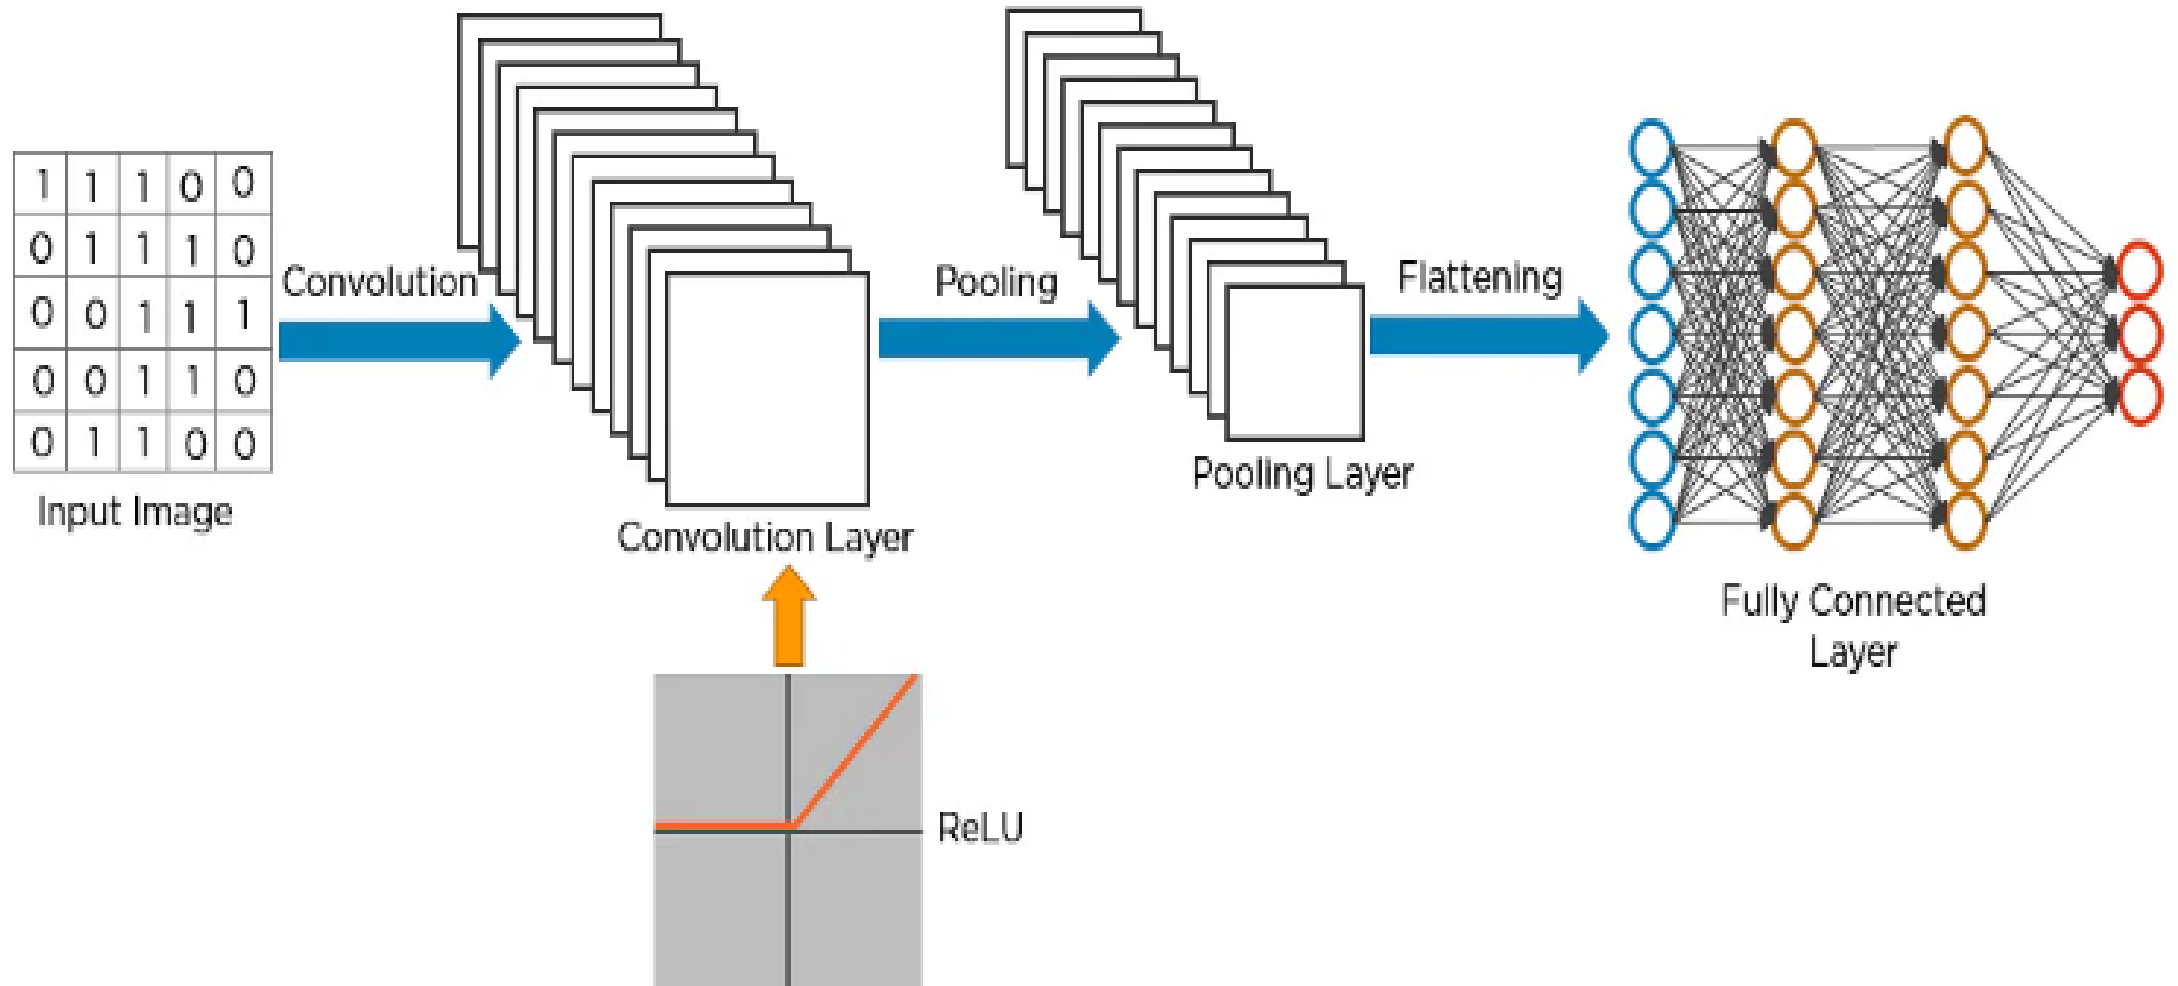 1 1 1 0 0
0 1 1 1 0
0 0 1 1 1
0 0 1 1 0
0 1 1 0 0
Input Image
Convolution
Convolution Layer
ReLU
Pooling
Pooling Layer
Flattening
Fully Connected
Layer